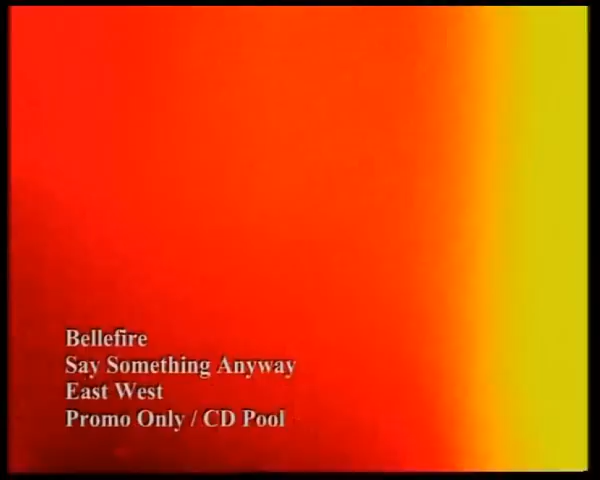 Bellefire
Say Something Anyway
East West
Promo Only / CD Pool